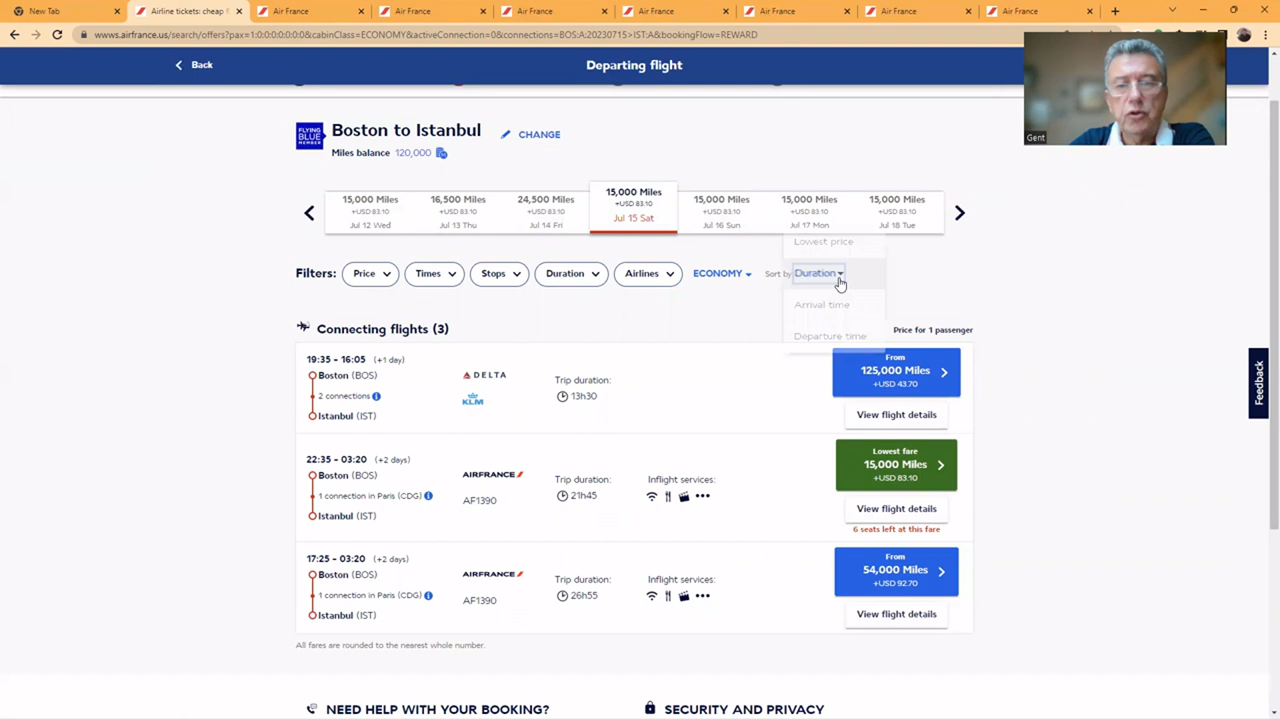 New Tab
Airline tickets: cheap
Air France
Air France
Air France
Air France
Air France
Air France
Air France
wwws.airfrance.us/search/offers?pax=1:0:0:0:0:0:0:0&cabinClass=ECONOMY&activeConnection=0&connections=BOS:A:20230715>IST:A&bookingFlow=REWARD
Back
Departing flight
Gent
FLYING
BLUE
MEMBER
Boston to Istanbul
CHANGE
Miles balance 120,000
15,000 Miles
+USD 83.10
Jul 12 Wed
16,500 Miles
+USD 83.10
Jul 13 Thu
24,500 Miles
+USD 83.10
Jul 14 Fri
15,000 Miles
+USD 83.10
Jul 15 Sat
15,000 Miles
+USD 83.10
Jul 16 Sun
15,000 Miles
+USD 83.10
Jul 17 Mon
15,000 Miles
+USD 83.10
Jul 18 Tue
Filters:
Price
Times
Stops
Duration
Airlines
ECONOMY
Sort by
Lowest price
Duration
Arrival time
Departure time
Connecting flights (3)
Price for 1 passenger
19:35 - 16:05 (+1 day)
Boston (BOS)
2 connections
Istanbul (IST)
DELTA
KLM
Trip duration:
13h30
From
125,000 Miles
+USD 43.70
View flight details
22:35 - 03:20 (+2 days)
Boston (BOS)
1 connection in Paris (CDG)
Istanbul (IST)
AIRFRANCE
AF1390
Trip duration:
21h45
Inflight services:
Lowest fare
15,000 Miles
+USD 83.10
View flight details
6 seats left at this fare
17:25 - 03:20 (+2 days)
Boston (BOS)
1 connection in Paris (CDG)
Istanbul (IST)
AIRFRANCE
AF1390
Trip duration:
26h55
Inflight services:
From
54,000 Miles
+USD 92.70
View flight details
All fares are rounded to the nearest whole number.
Feedback
NEED HELP WITH YOUR BOOKING?
SECURITY AND PRIVACY